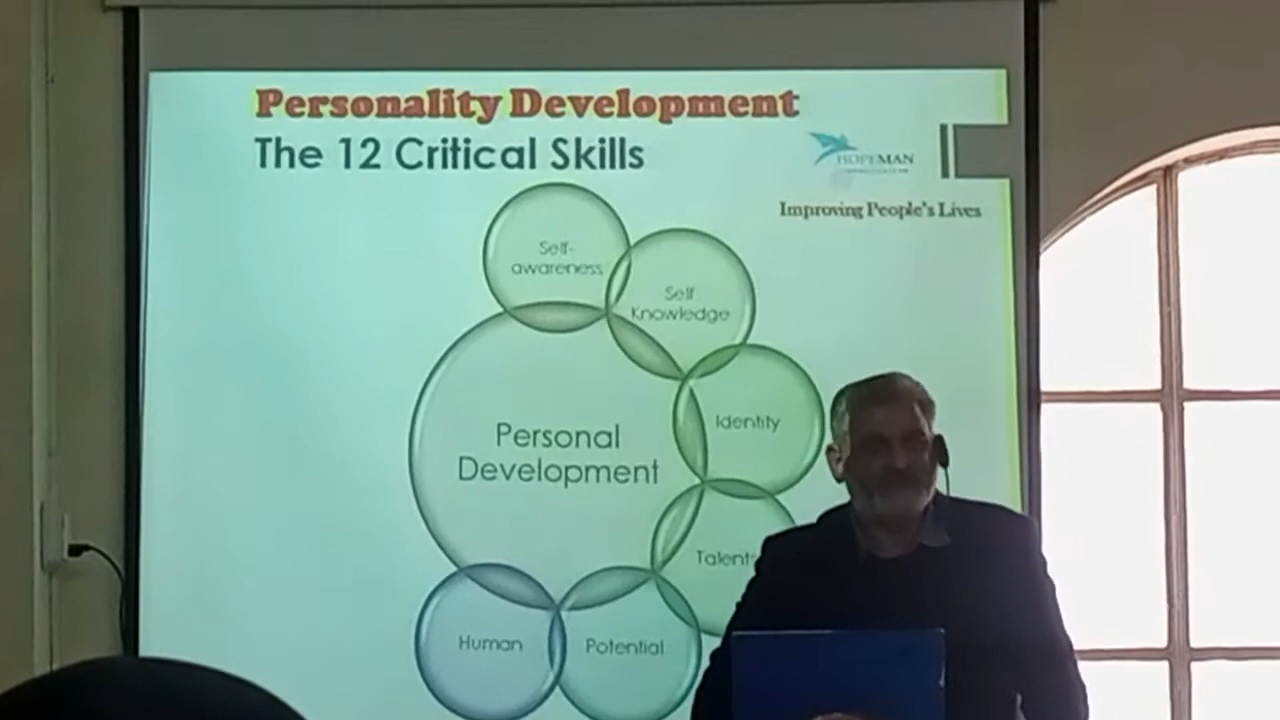 Personality Development
The 12 Critical Skills
HOPEMAN
Improving People's Lives
Self-
awareness
Self
Knowledge
Identity
Personal
Development
Talent
Potential
Human